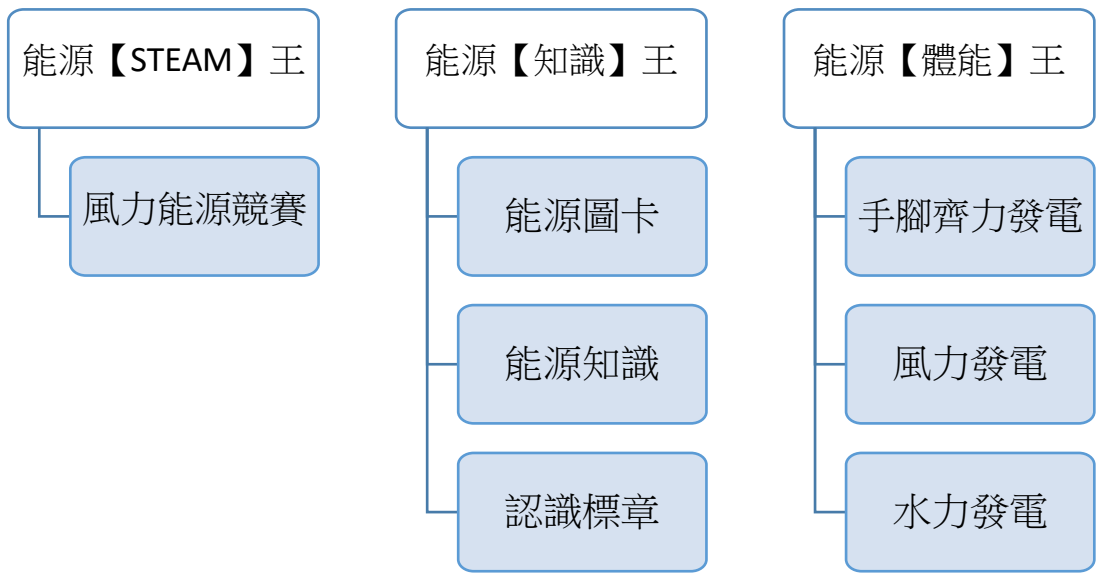 能源【STEAM】王
風力能源競賽
能源【知識】王
能源圖卡
能源知識
認識標章
能源【體能】王
手腳齊力發電
風力發電
水力發電